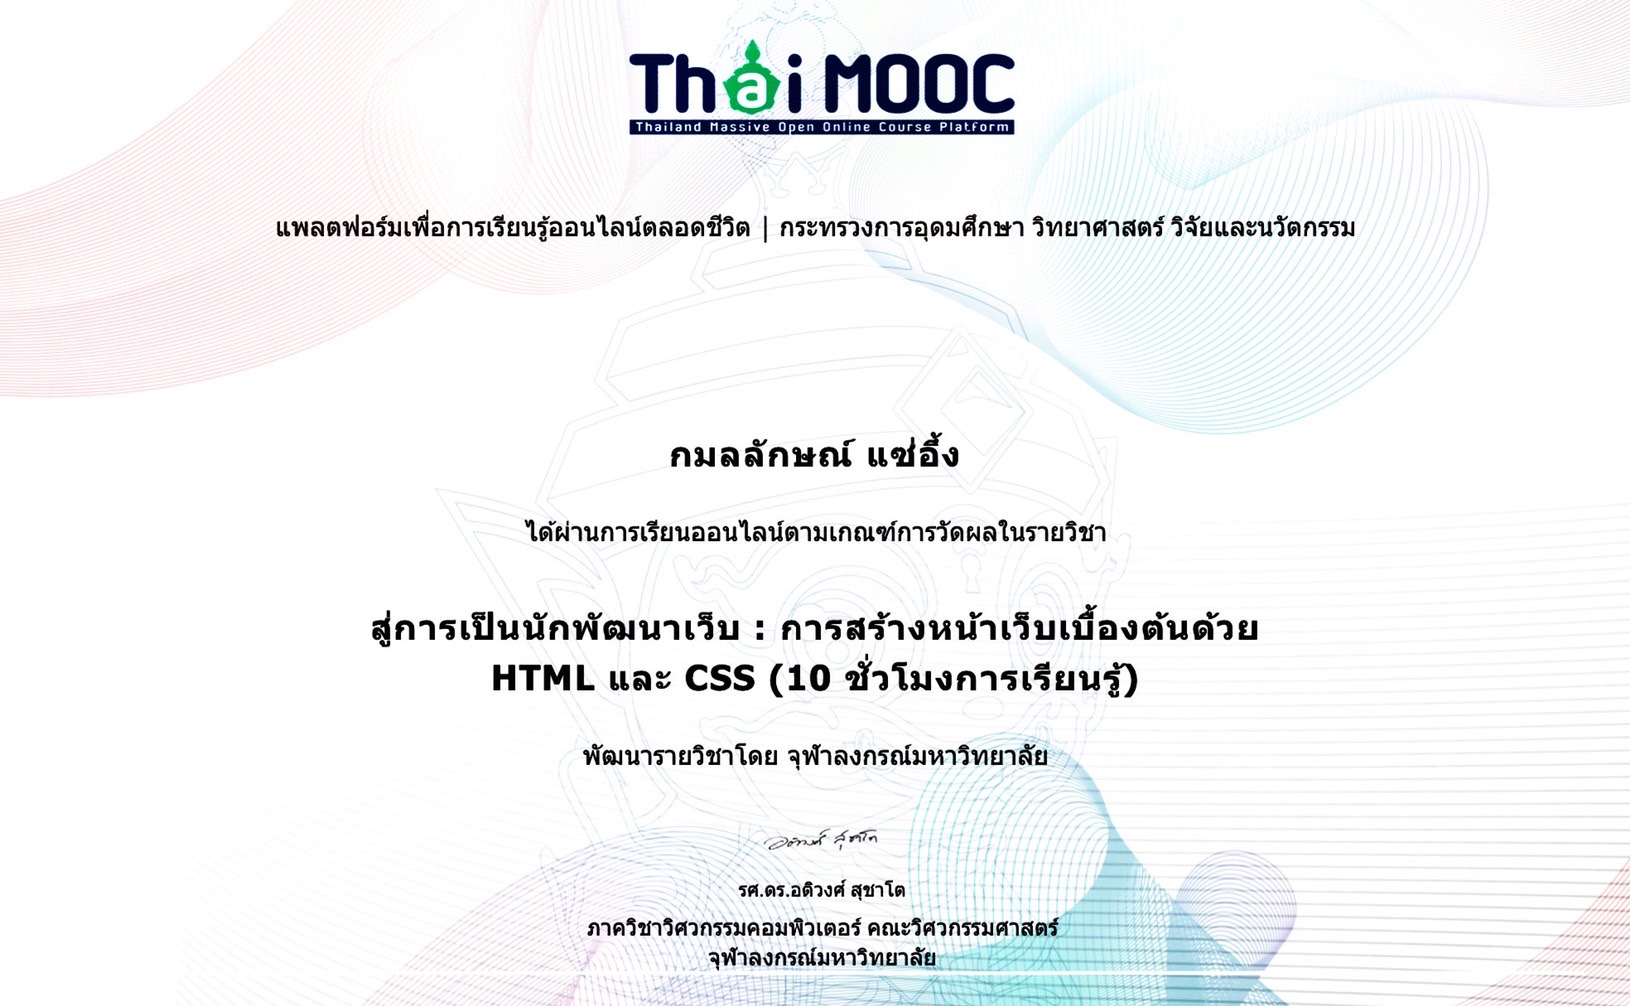 Thai MOOC
Thailand Massive Open Online Course Platform
แพลตฟอร์มเพื่อการเรียนรู้ออนไลน์ตลอดชีวิต | กระทรวงการอุดมศึกษา วิทยาศาสตร์ วิจัยและนวัตกรรม
กมลลักษณ์ แซ่อึ้ง
ได้ผ่านการเรียนออนไลน์ตามเกณฑ์การวัดผลในรายวิชา
สู่การเป็นนักพัฒนาเว็บ : การสร้างหน้าเว็บเบื้องต้นด้วย
HTML และ CSS (10 ชั่วโมงการเรียนรู้)
พัฒนารายวิชาโดย จุฬาลงกรณ์มหาวิทยาลัย
อติวงศ์ สุชาโต
รศ.ดร.อติวงศ์ สุชาโต
ภาควิชาวิศวกรรมคอมพิวเตอร์ คณะวิศวกรรมศาสตร์
จุฬาลงกรณ์มหาวิทยาลัย